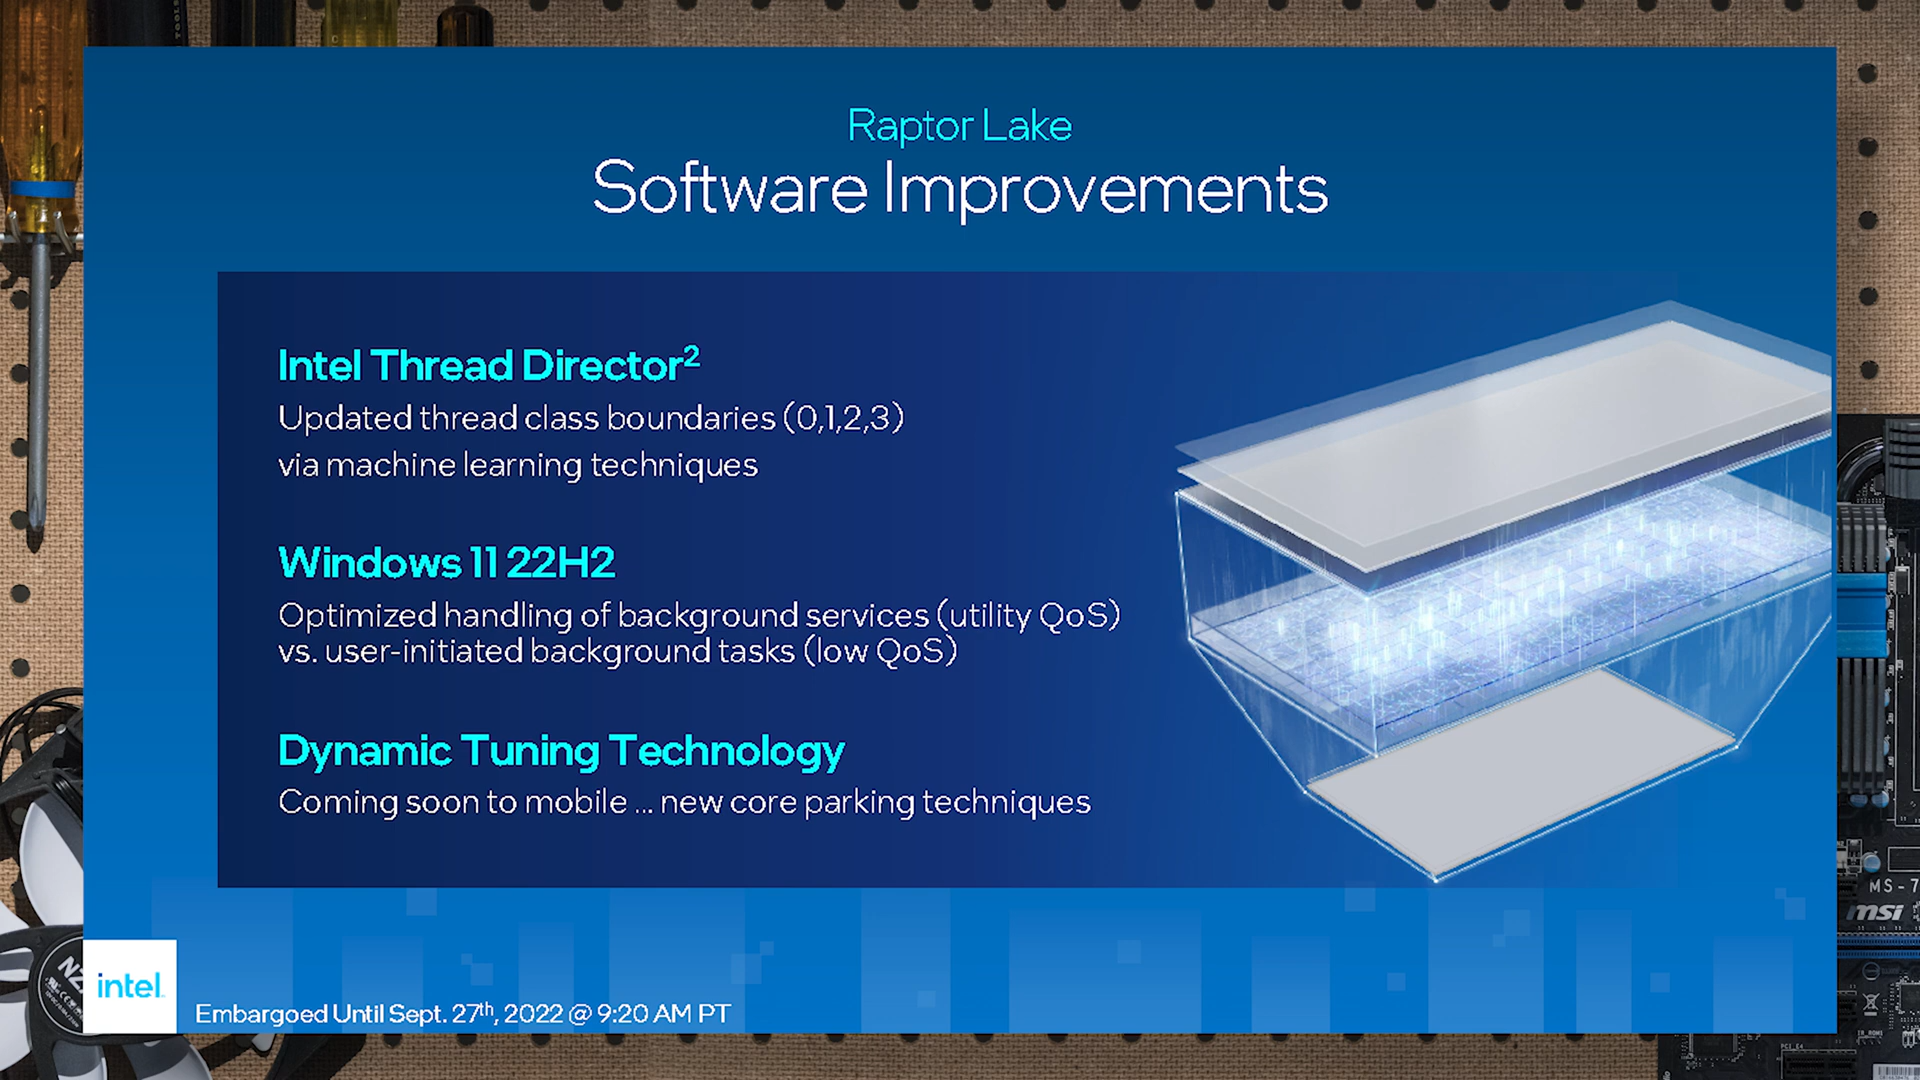 Raptor Lake
Software Improvements
Intel Thread Director²
Updated thread class boundaries (0,1,2,3)
via machine learning techniques
Windows 11 22H2
Optimized handling of background services (utility QoS)
vs. user-initiated background tasks (low QoS)
Dynamic Tuning Technology
Coming soon to mobile ... new core parking techniques
intel
Embargoed Until Sept. 27th, 2022 @ 9:20 AM PT
MS-7
msi